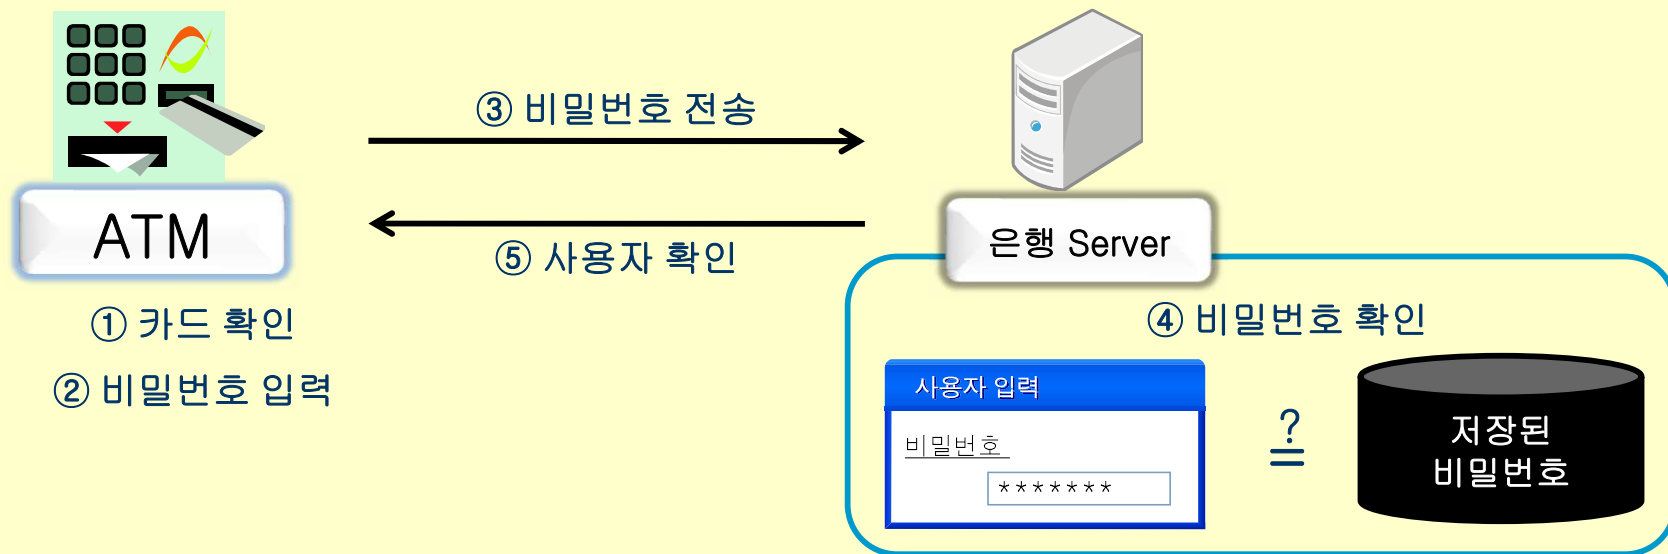 ③ 비밀번호 전송
ATM
⑤ 사용자 확인
은행 Server
① 카드 확인
② 비밀번호 입력
④ 비밀번호 확인
사용자 입력
비밀번호
*******
?
=
저장된
비밀번호